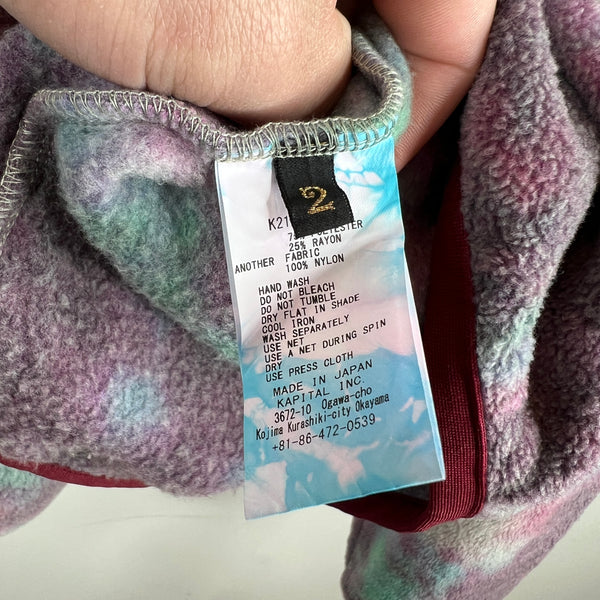 2
K21
POLYESTER
25% RAYON
ANOTHER FABRIC
100% NYLON
HAND WASH
DO NOT BLEACH
DO NOT TUMBLE
DRY FLAT IN SHADE
COOL IRON
WASH SEPARATELY
USE NET
USE A NET DURING SPIN
DRY
USE PRESS CLOTH
MADE IN JAPAN
KAPITAL INC.
3672-10 Ogawa-cho
Kojima Kurashiki-city Okayama
+81-86-472-0539